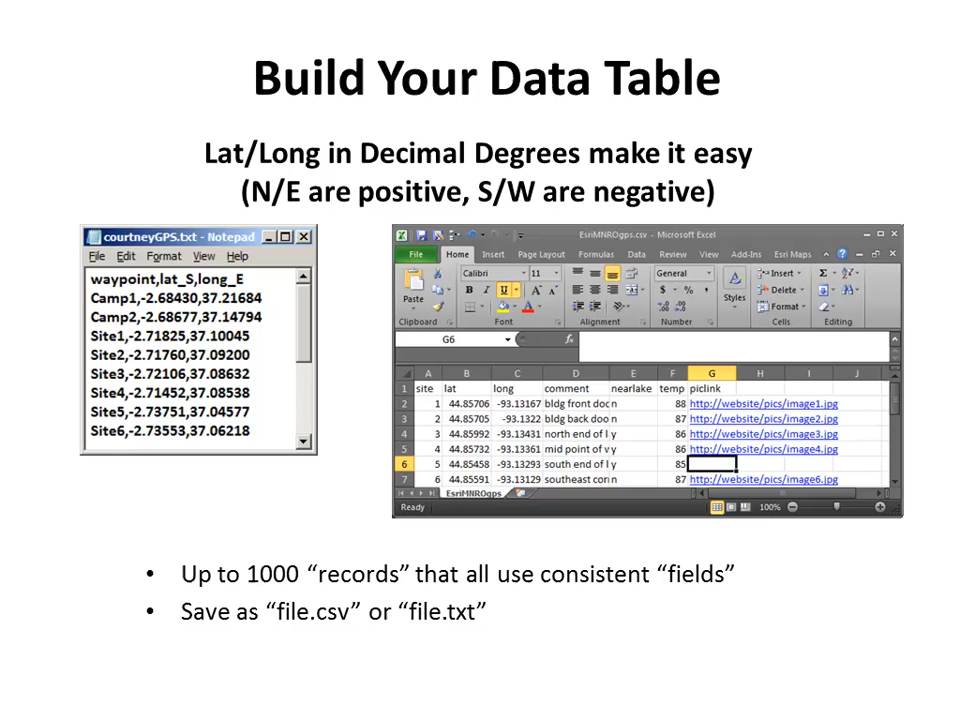 Build Your Data Table
Lat/Long in Decimal Degrees make it easy
(N/E are positive, S/W are negative)
courtneyGPS.txt - Notepad
File Edit Format View Help
waypoint,lat_S,long_E
Camp1,-2.68430,37.21684
Camp2,-2.68677,37.14794
Site1,-2.71825,37.10045
Site2,-2.71760,37.09200
Site3,-2.72106,37.08632
Site4,-2.71452,37.08538
Site5,-2.73751,37.04577
Site6,-2.73553,37.06218
EsriMNROgps.csv - Microsoft Excel
File Home Insert Page Layout Formulas Data Review View Add-Ins Esri Maps
Calibri 11 General Insert
Paste B I U $ % , Styles Delete
Format
Clipboard Font Alignment Number Cells Editing
G6 fx
A B C D E F G H I J
1 site lat long comment nearlake temp piclink
2 1 44.85706 -93.13167 bldg front doc n 88 http://website/pics/image1.jpg
3 2 44.85705 -93.1322 bldg back doo n 87 http://website/pics/image2.jpg
4 3 44.85992 -93.13431 north end of l y 86 http://website/pics/image3.jpg
5 4 44.85732 -93.13361 mid point of w y 86 http://website/pics/image4.jpg
6 5 44.85458 -93.13293 south end of l y 85
7 6 44.85591 -93.13129 southeast corn n 87 http://website/pics/image6.jpg
EsriMNROgps
Ready 100%
• Up to 1000 “records” that all use consistent “fields”
• Save as “file.csv” or “file.txt”